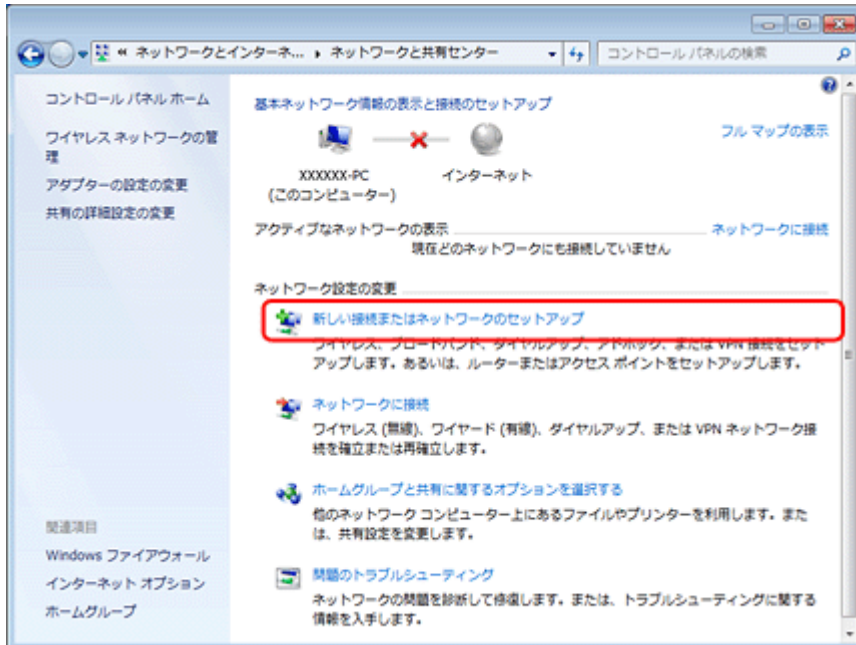 « ネットワークとインターネ... ▸ ネットワークと共有センター
コントロール パネルの検索
コントロール パネル ホーム
ワイヤレス ネットワークの管
理
アダプターの設定の変更
共有の詳細設定の変更
関連項目
Windows ファイアウォール
インターネット オプション
ホームグループ
基本ネットワーク情報の表示と接続のセットアップ
フル マップの表示
XXXXXX-PC
(このコンピューター)
インターネット
アクティブなネットワークの表示
ネットワークに接続
現在どのネットワークにも接続していません
ネットワーク設定の変更
新しい接続またはネットワークのセットアップ
ワイヤレス、ブロードバンド、ダイヤルアップ、アドホック、または VPN 接続をセット
アップします。あるいは、ルーターまたはアクセス ポイントをセットアップします。
ネットワークに接続
ワイヤレス (無線)、ワイヤード (有線)、ダイヤルアップ、または VPN ネットワーク接
続を確立または再確立します。
ホームグループと共有に関するオプションを選択する
他のネットワーク コンピューター上にあるファイルやプリンターを利用します。また
は、共有設定を変更します。
問題のトラブルシューティング
ネットワークの問題を診断して修復します。または、トラブルシューティングに関する
情報を入手します。